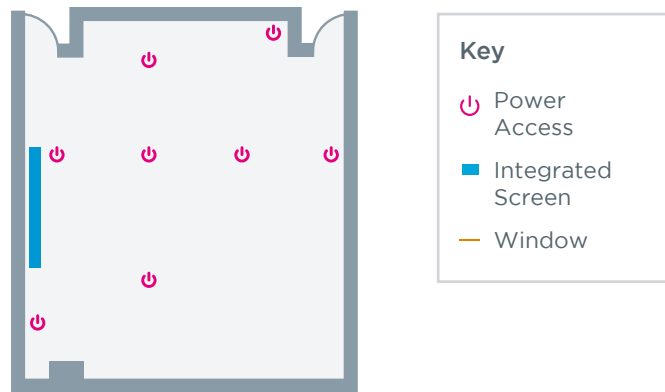 Key
Power
Access
Integrated
Screen
Window